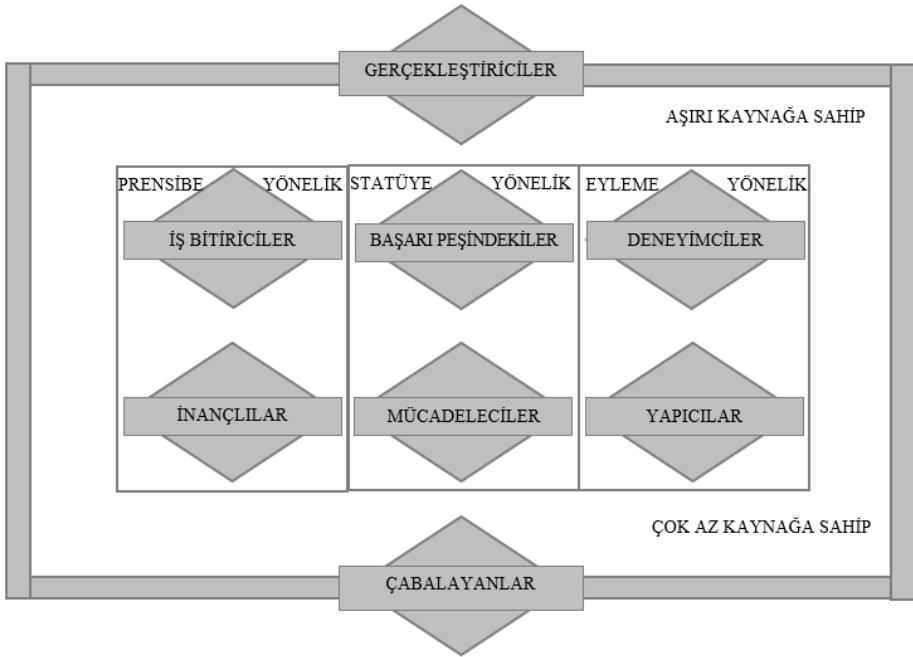 GERÇEKLEŞTİRİCİLER
AŞIRI KAYNAĞA SAHİP
PRENSİBE YÖNELİK
STATÜYE YÖNELİK
EYLEME YÖNELİK
İŞ BİTİRİCİLER
BAŞARI PEŞİNDEKİLER
DENEYİMCİLER
İNANÇLILAR
MÜCADELECİLER
YAPICILAR
ÇOK AZ KAYNAĞA SAHİP
ÇABALAYANLAR